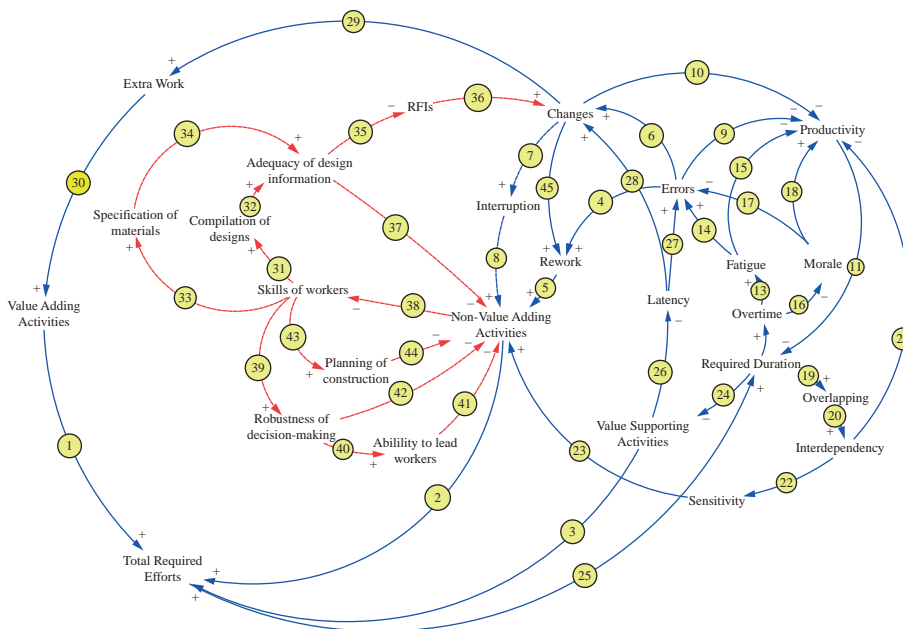 29
+
Extra Work
34
+
35
−
RFIs
36
+
Changes
+
+
10
−
−
Productivity
−
+
−
6
9
7
15
30
Adequacy of design
information
+
32
45
28
Errors
−
18
17
Specification of
materials
+
Compilation of
designs
+
+
Interruption
4
+
+
14
37
27
31
8
+
+
Rework
Fatigue
Morale
11
+
Value Adding
Activities
33
Skills of workers
−
38
5
+
+
−
Non-Value Adding
Activities
+
Latency
−
13
+
16
−
Overtime
+
2
43
44
−
−
−
+
Required Duration
−
39
+
Planning of
construction
42
26
19
+
Overlapping
24
−
20
+
+
Robustness of
decision-making
41
Value Supporting
Activities
+
Interdependency
1
40
+
Abilility to lead
workers
23
22
2
Sensitivity
3
+
Total Required
Efforts
+
+
25